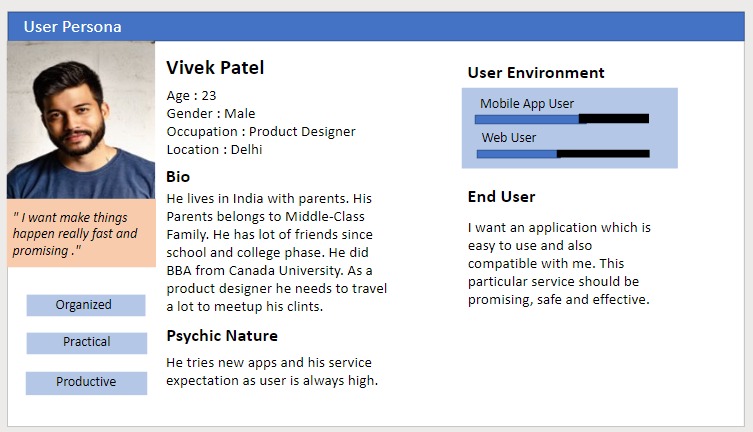 User Persona
Vivek Patel
Age : 23
Gender : Male
Occupation : Product Designer
Location : Delhi
Bio
He lives in India with parents. His
Parents belongs to Middle-Class
Family. He has lot of friends since
school and college phase. He did
BBA from Canada University. As a
product designer he needs to travel
a lot to meetup his clints.
Psychic Nature
He tries new apps and his service
expectation as user is always high.
" I want make things
happen really fast and
promising ."
Organized
Practical
Productive
User Environment
Mobile App User
Web User
End User
I want an application which is
easy to use and also
compatible with me. This
particular service should be
promising, safe and effective.